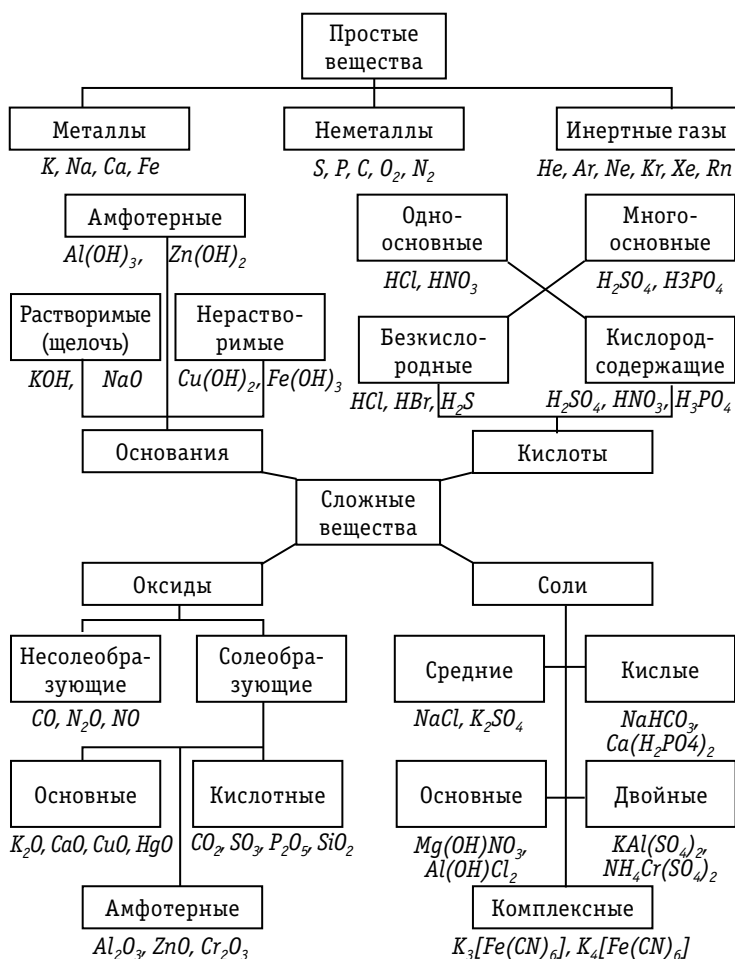 Простые
вещества
Металлы
Неметаллы
Инертные газы
K, Na, Ca, Fe
S, P, C, O₂, N₂
He, Ar, Ne, Kr, Xe, Rn
Амфотерные
Al(OH)₃, Zn(OH)₂
Одно-
основные
HCl, HNO₃
Много-
основные
H₂SO₄, H3PO₄
Растворимые
(щелочь)
KOH, NaO
Нераство-
римые
Cu(OH)₂, Fe(OH)₃
Безкисло-
родные
HCl, HBr, H₂S
Кислород-
содержащие
H₂SO₄, HNO₃, H₃PO₄
Основания
Кислоты
Сложные
вещества
Оксиды
Соли
Несолеобра-
зующие
CO, N₂O, NO
Солеобра-
зующие
Средние
NaCl, K₂SO₄
Кислые
NaHCO₃,
Ca(H₂PO4)₂
Основные
K₂O, CaO, CuO, HgO
Кислотные
CO₂, SO₃, P₂O₅, SiO₂
Основные
Mg(OH)NO₃,
Al(OH)Cl₂
Двойные
KAl(SO₄)₂,
NH₄Cr(SO₄)₂
Амфотерные
Al₂O₃, ZnO, Cr₂O₃
Комплексные
K₃[Fe(CN)₆], K₄[Fe(CN)₆]